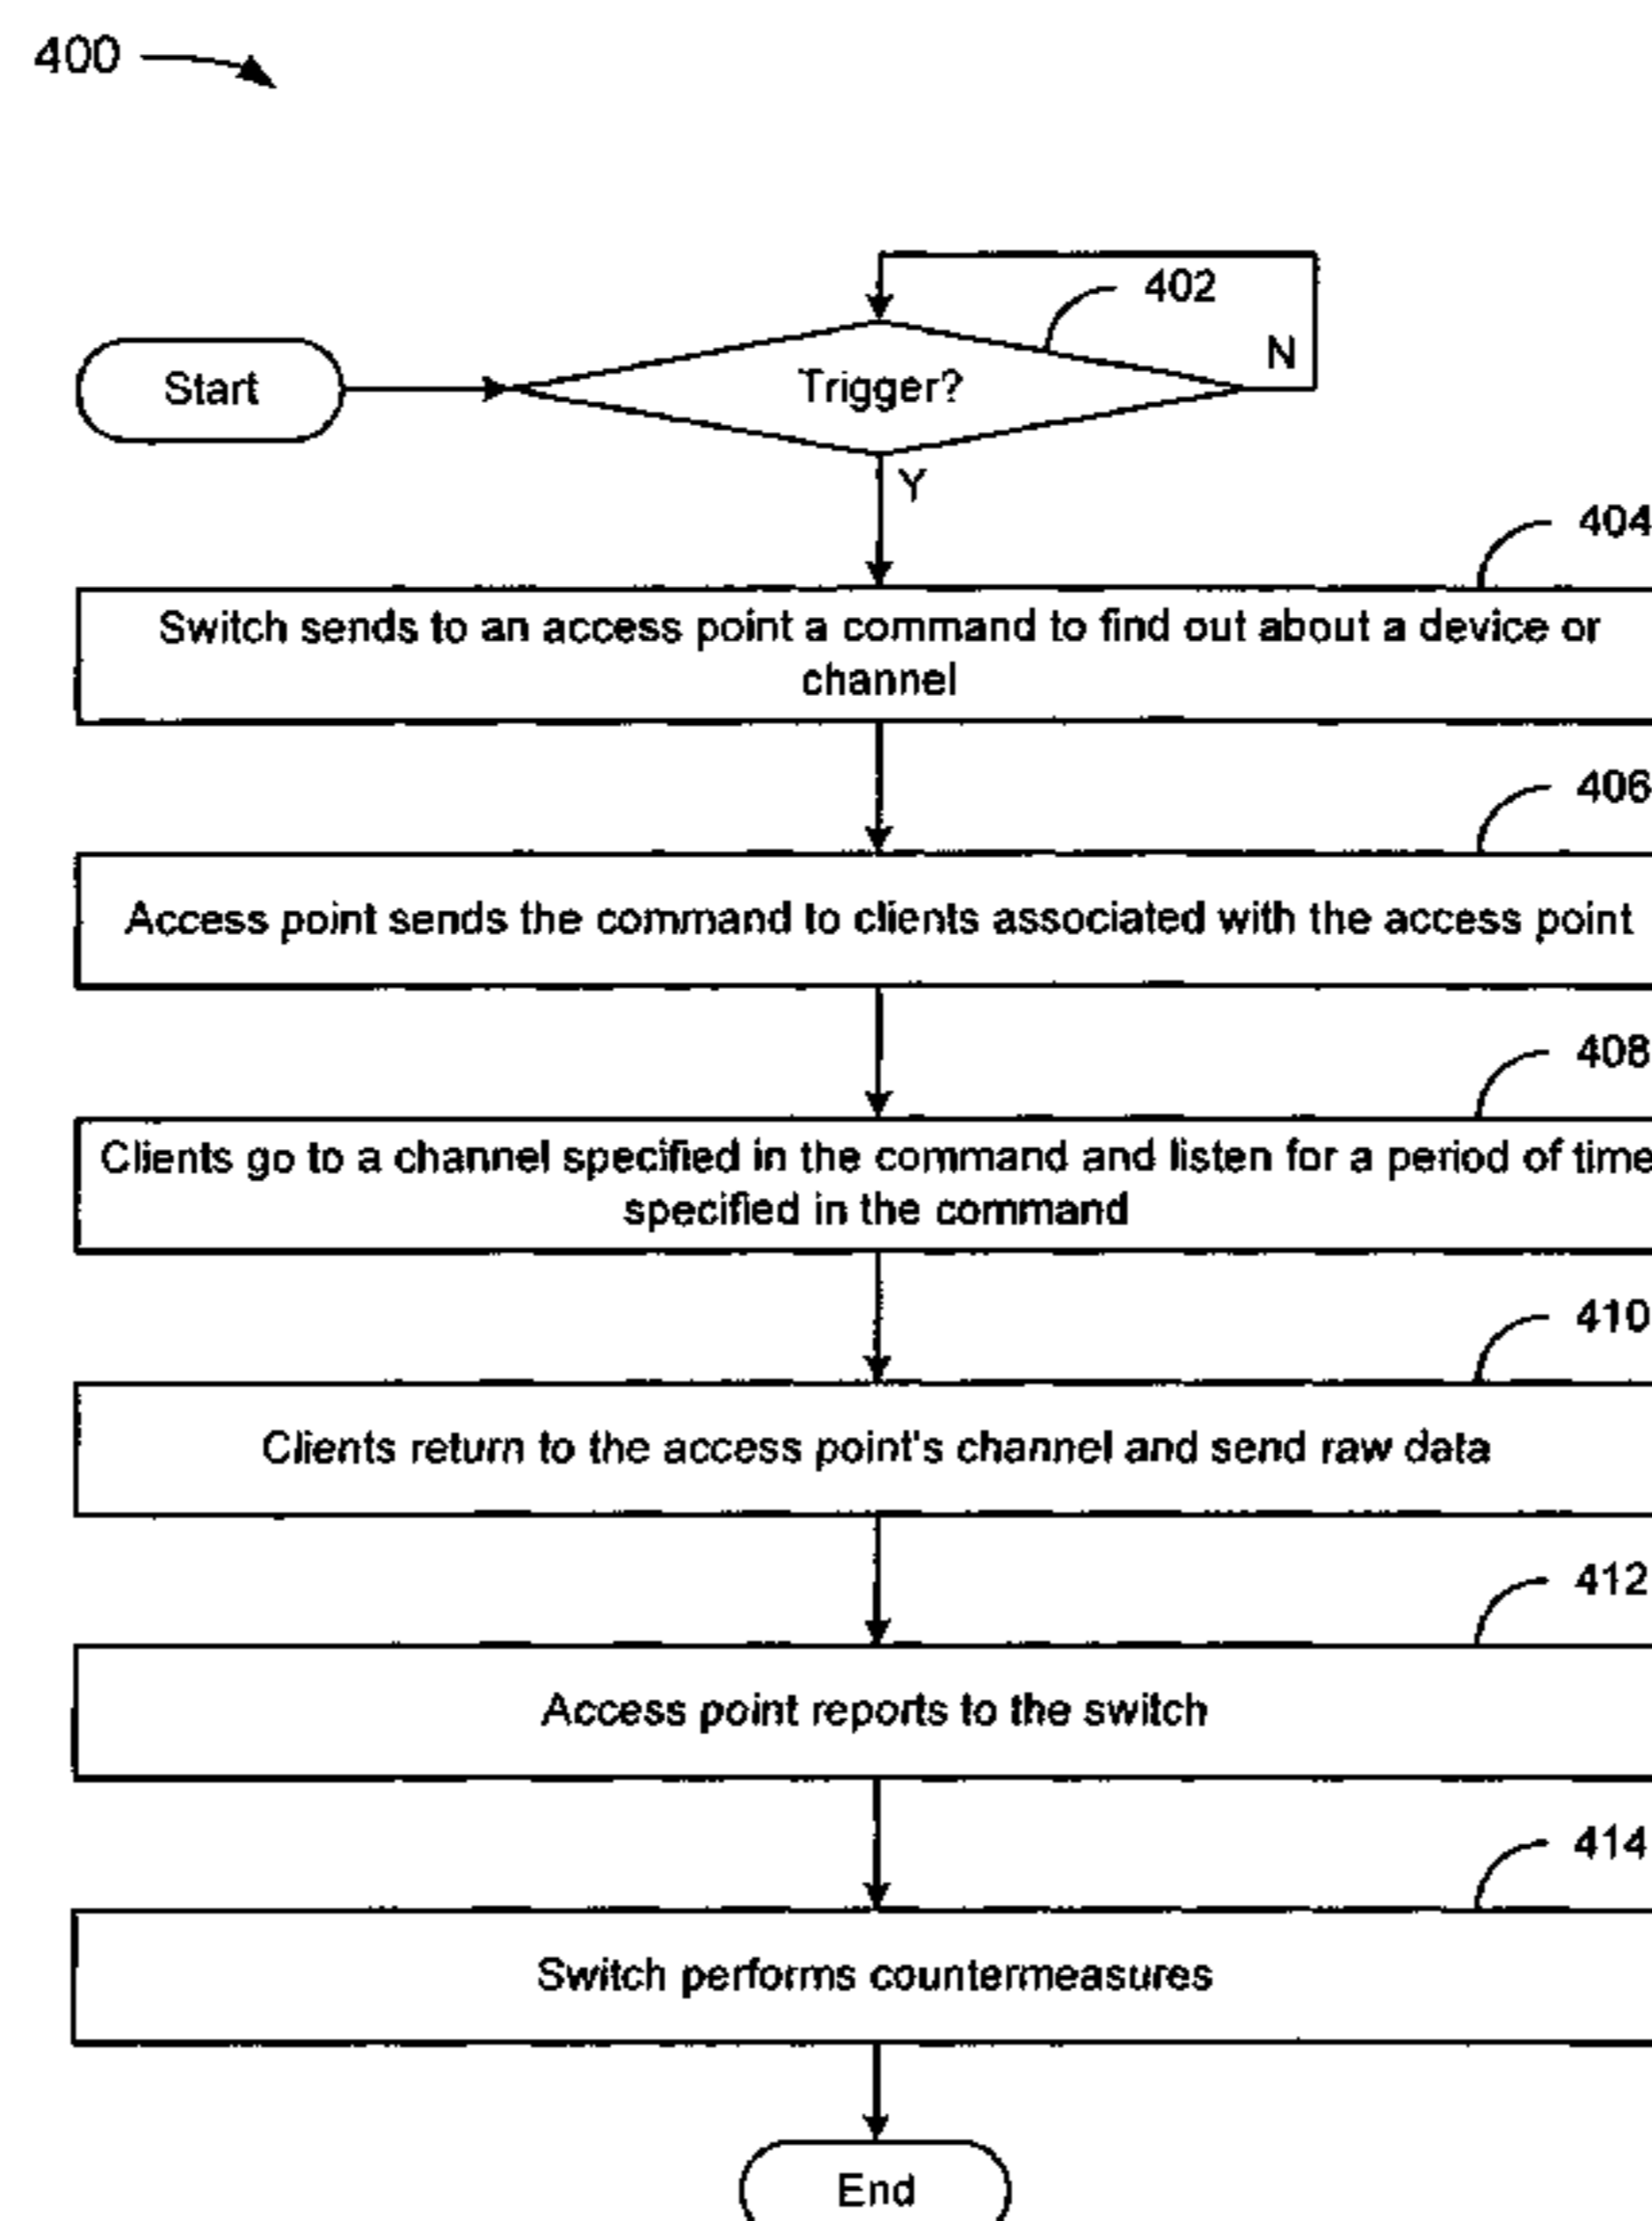 400
402
N
Start
Trigger?
Y
404
Switch sends to an access point a command to find out about a device or
channel
406
Access point sends the command to clients associated with the access point
408
Clients go to a channel specified in the command and listen for a period of time
specified in the command
410
Clients return to the access point's channel and send raw data
412
Access point reports to the switch
414
Switch performs countermeasures
End